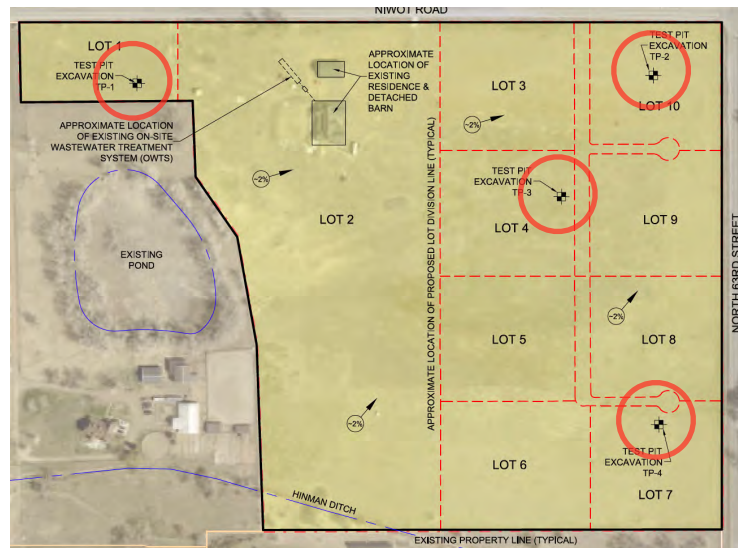 NIWOT ROAD
LOT 1
TEST PIT
EXCAVATION
TP-1
APPROXIMATE LOCATION
OF EXISTING ON-SITE
WASTEWATER TREATMENT
SYSTEM (OWTS)
APPROXIMATE
LOCATION OF
EXISTING
RESIDENCE &
DETACHED
BARN
LOT 3
~2%
TEST PIT
EXCAVATION
TP-2
LOT 10
~2%
LOT 2
APPROXIMATE LOCATION OF PROPOSED LOT DIVISION LINE (TYPICAL)
TEST PIT
EXCAVATION
TP-3
LOT 4
LOT 9
NORTH 63RD STREET
EXISTING
POND
LOT 5
~2%
LOT 8
~2%
LOT 6
TEST PIT
EXCAVATION
TP-4
LOT 7
HINMAN DITCH
EXISTING PROPERTY LINE (TYPICAL)